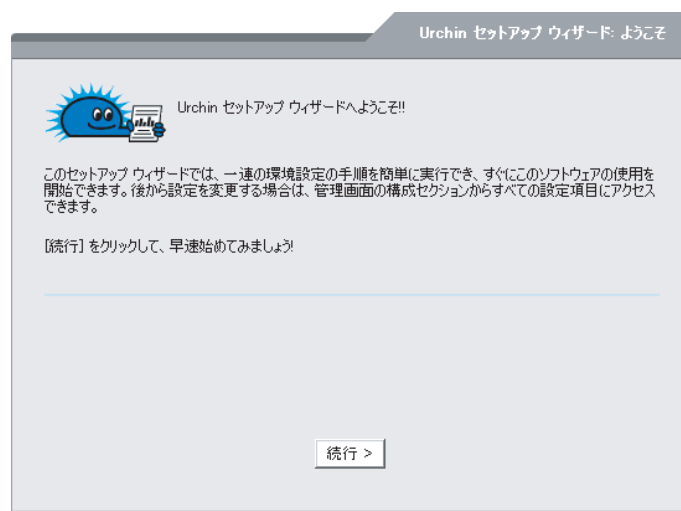 Urchin セットアップ ウィザード: ようこそ
Urchin セットアップ ウィザードへようこそ!!
このセットアップ ウィザードでは、一連の環境設定の手順を簡単に実行でき、すぐにこのソフトウェアの使用を
開始できます。後から設定を変更する場合は、管理画面の構成セクションからすべての設定項目にアクセス
できます。
[続行] をクリックして、早速始めてみましょう!
続行 >